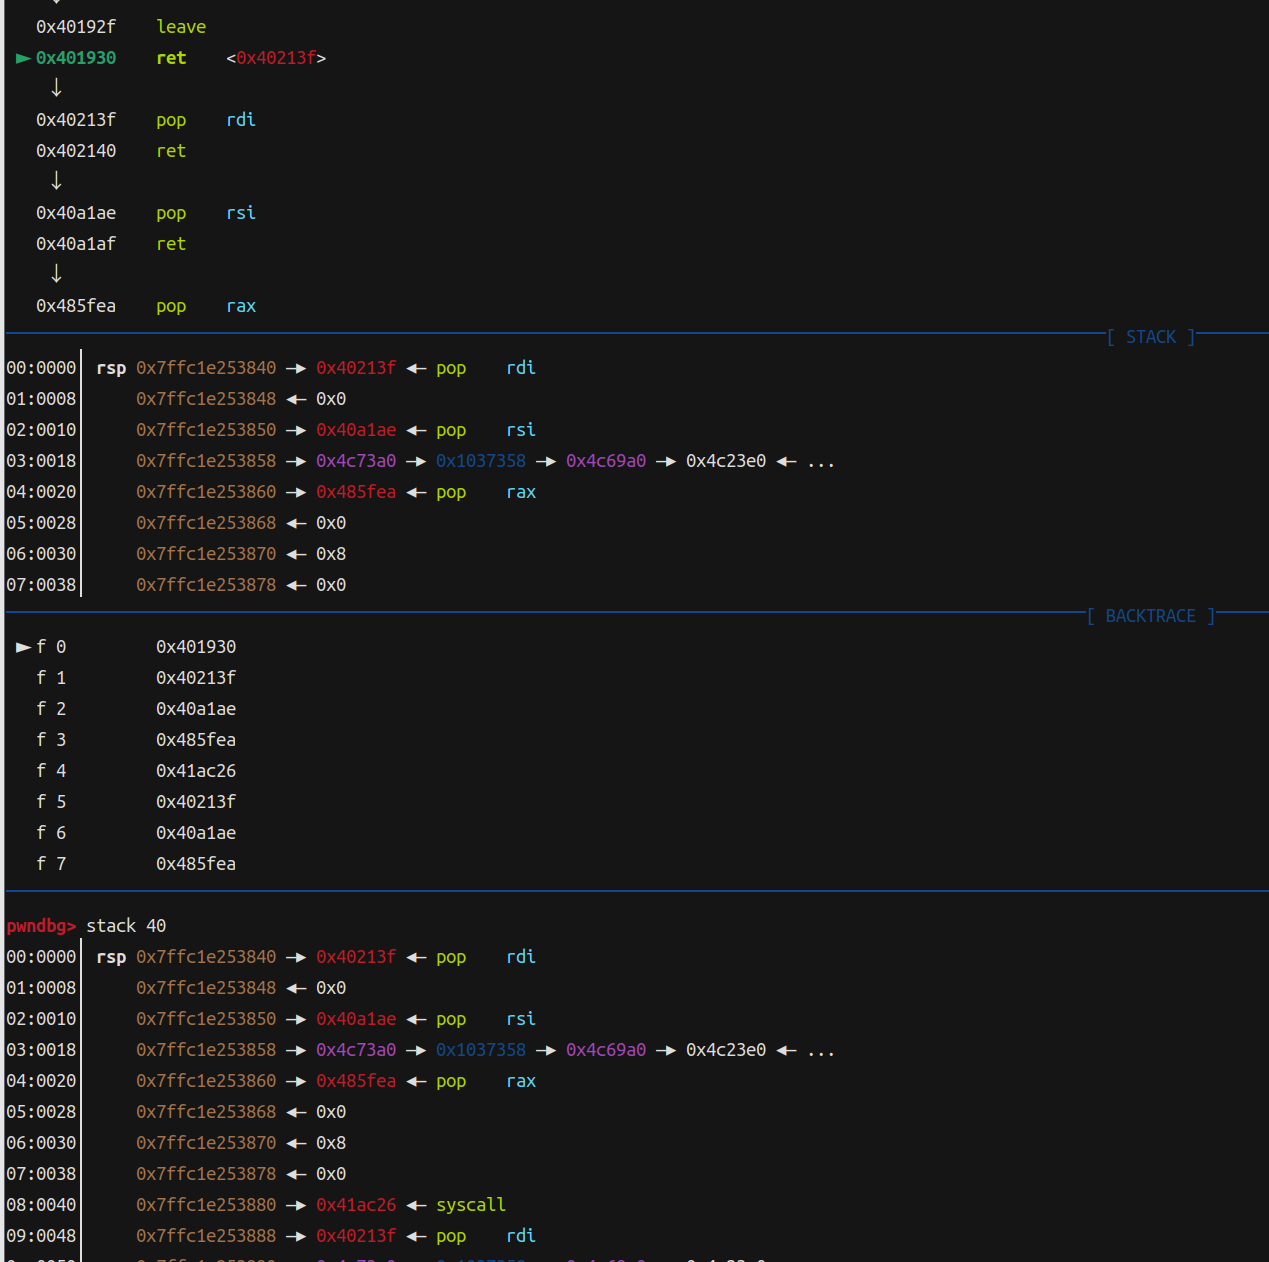 0x40192f leave
► 0x401930 ret <0x40213f>
↓
0x40213f pop rdi
0x402140 ret
↓
0x40a1ae pop rsi
0x40a1af ret
↓
0x485fea pop rax
[ STACK ]
00:0000│ rsp 0x7ffc1e253840 —► 0x40213f ◄— pop rdi
01:0008│ 0x7ffc1e253848 ◄— 0x0
02:0010│ 0x7ffc1e253850 —► 0x40a1ae ◄— pop rsi
03:0018│ 0x7ffc1e253858 —► 0x4c73a0 —► 0x1037358 —► 0x4c69a0 —► 0x4c23e0 ◄— ...
04:0020│ 0x7ffc1e253860 —► 0x485fea ◄— pop rax
05:0028│ 0x7ffc1e253868 ◄— 0x0
06:0030│ 0x7ffc1e253870 ◄— 0x8
07:0038│ 0x7ffc1e253878 ◄— 0x0
[ BACKTRACE ]
► f 0 0x401930
f 1 0x40213f
f 2 0x40a1ae
f 3 0x485fea
f 4 0x41ac26
f 5 0x40213f
f 6 0x40a1ae
f 7 0x485fea
pwndbg> stack 40
00:0000│ rsp 0x7ffc1e253840 —► 0x40213f ◄— pop rdi
01:0008│ 0x7ffc1e253848 ◄— 0x0
02:0010│ 0x7ffc1e253850 —► 0x40a1ae ◄— pop rsi
03:0018│ 0x7ffc1e253858 —► 0x4c73a0 —► 0x1037358 —► 0x4c69a0 —► 0x4c23e0 ◄— ...
04:0020│ 0x7ffc1e253860 —► 0x485fea ◄— pop rax
05:0028│ 0x7ffc1e253868 ◄— 0x0
06:0030│ 0x7ffc1e253870 ◄— 0x8
07:0038│ 0x7ffc1e253878 ◄— 0x0
08:0040│ 0x7ffc1e253880 —► 0x41ac26 ◄— syscall
09:0048│ 0x7ffc1e253888 —► 0x40213f ◄— pop rdi